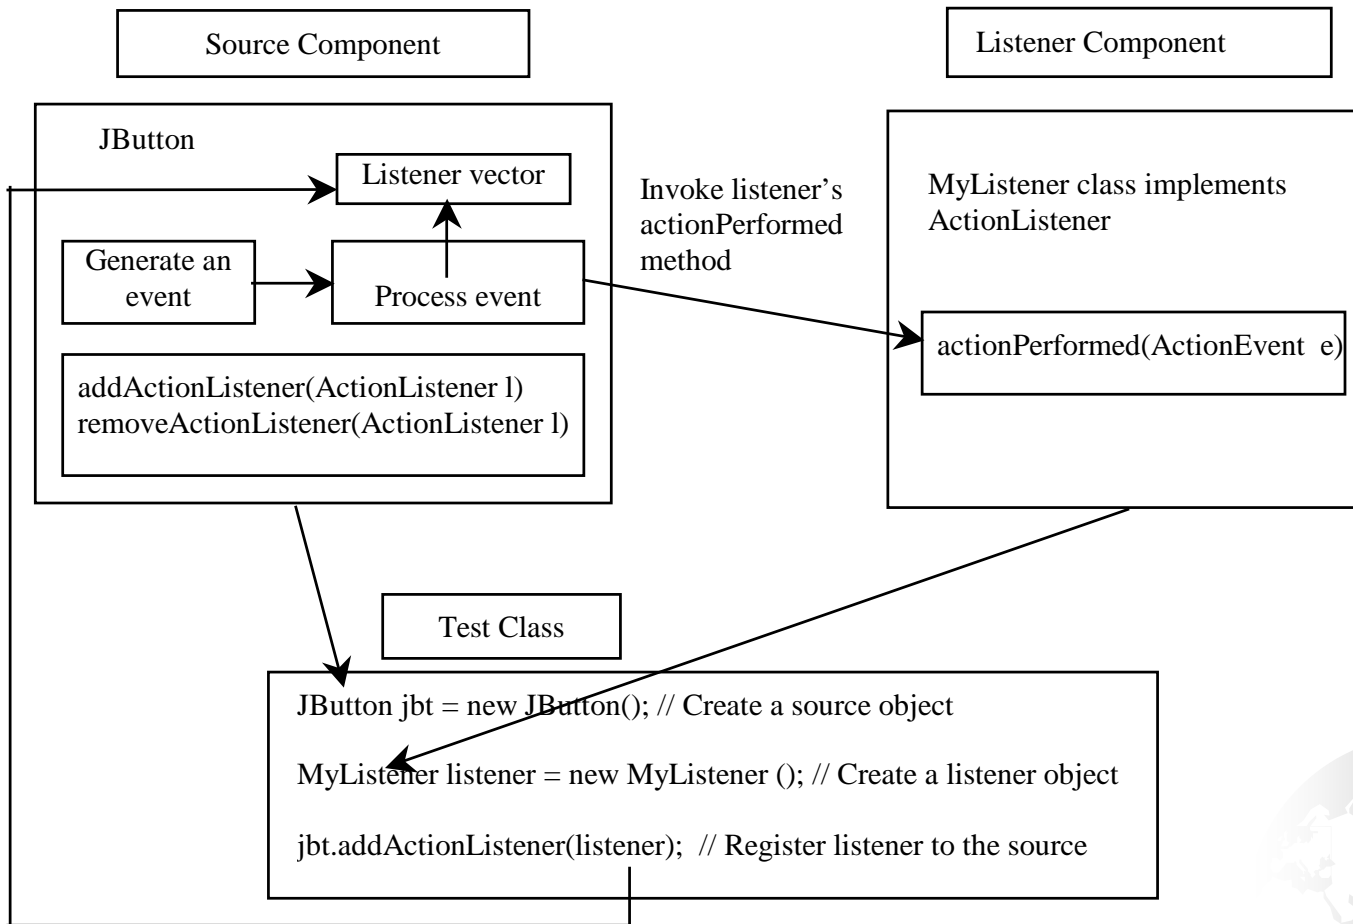 Source Component
Listener Component
JButton
Listener vector
Generate an
event
Process event
addActionListener(ActionListener l)
removeActionListener(ActionListener l)
Invoke listener’s
actionPerformed
method
MyListener class implements
ActionListener
actionPerformed(ActionEvent e)
Test Class
JButton jbt = new JButton(); // Create a source object
MyListener listener = new MyListener (); // Create a listener object
jbt.addActionListener(listener); // Register listener to the source